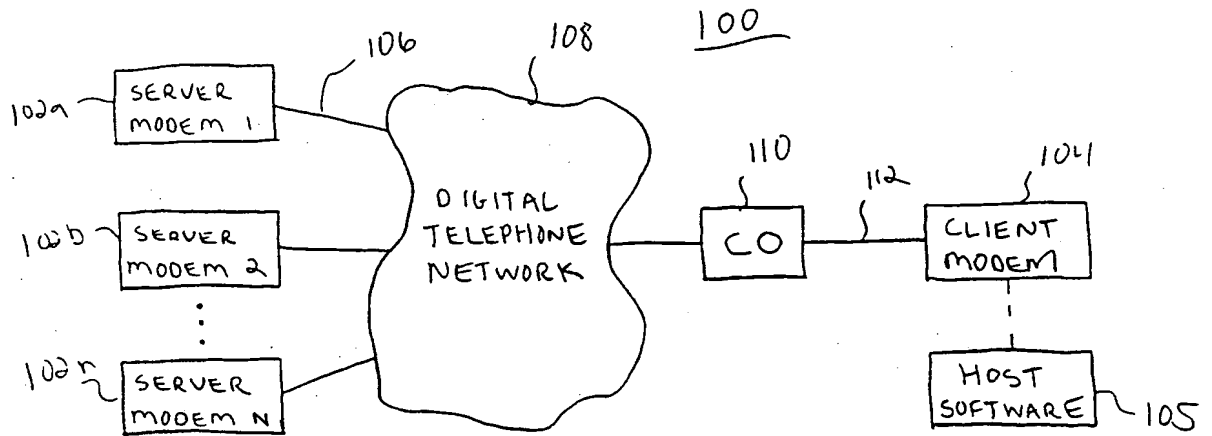 100
106
108
102a
SERVER
MODEM 1
DIGITAL
TELEPHONE
NETWORK
110
CO
112
104
CLIENT
MODEM
102b
SERVER
MODEM 2
102n
SERVER
MODEM N
HOST
SOFTWARE
105